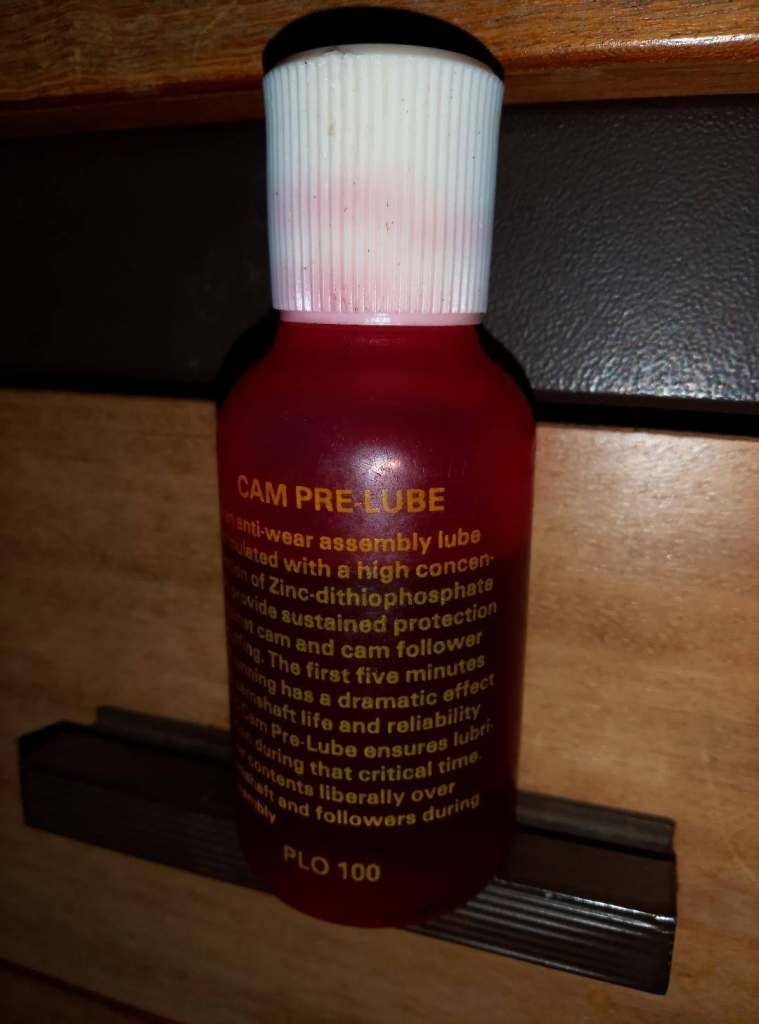 CAM PRE-LUBE
anti-wear assembly lube
with a high concen-
of Zinc-dithiophosphate
provide sustained protection
cam and cam follower
The first five minutes
has a dramatic effect
life and reliability
Cam Pre-Lube ensures lubri-
during that critical time.
contents liberally over
and followers during
PLO 100